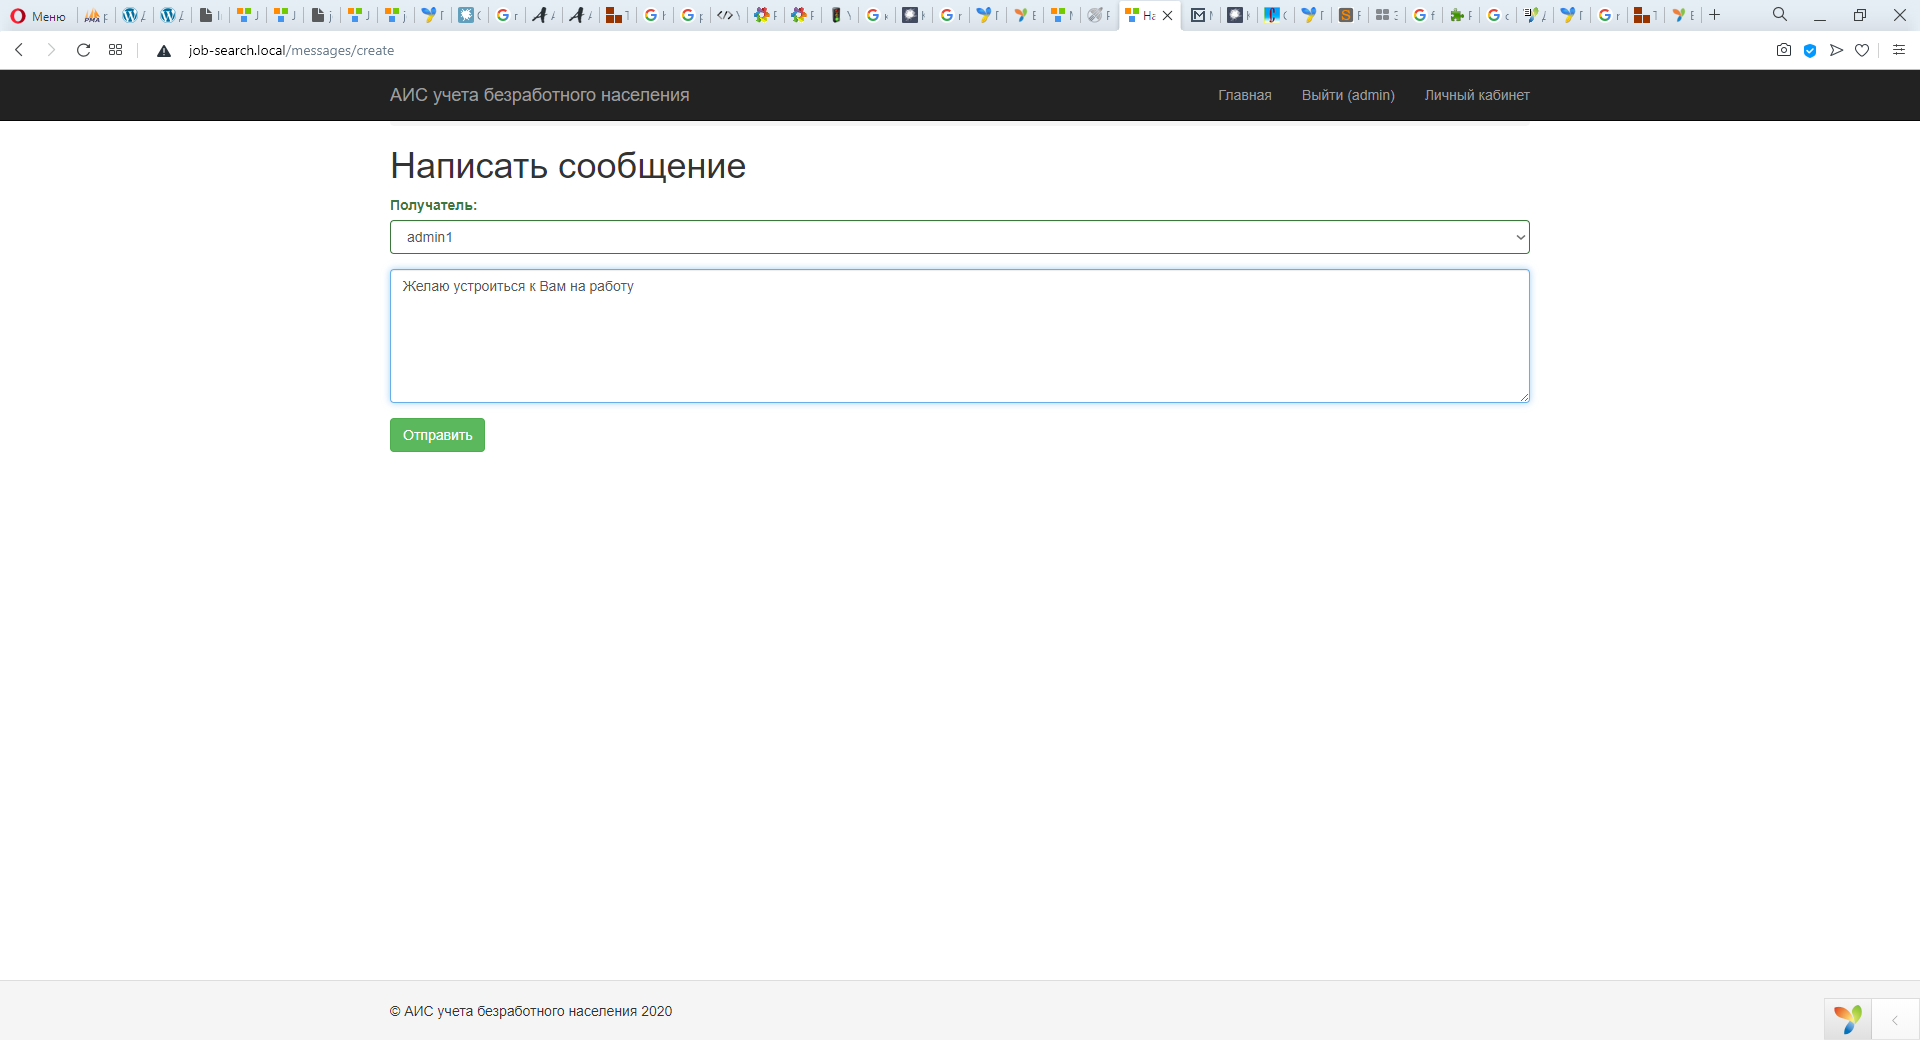 Меню
job-search.local/messages/create
АИС учета безработного населения
Главная
Выйти (admin)
Личный кабинет
Написать сообщение
Получатель:
admin1
Желаю устроиться к Вам на работу
Отправить
© АИС учета безработного населения 2020